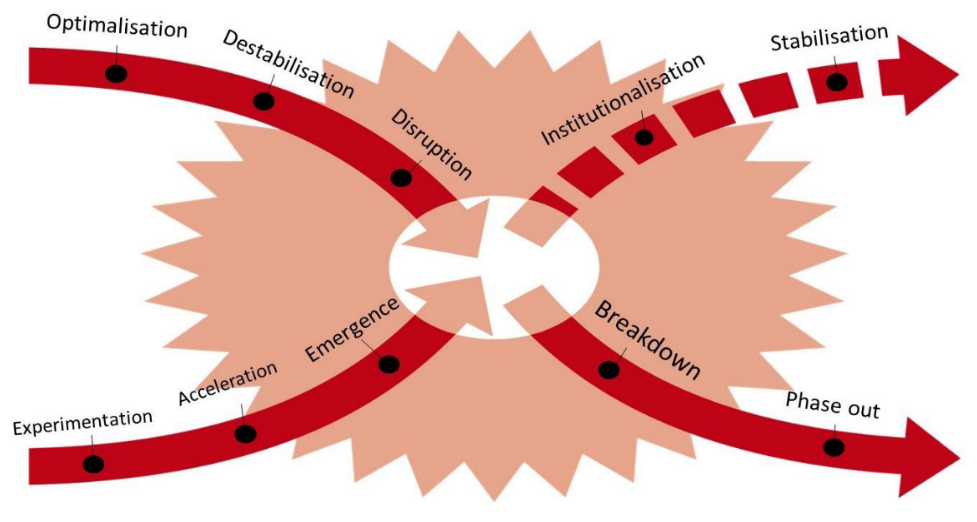 Optimalisation
Destabilisation
Disruption
Institutionalisation
Stabilisation
Experimentation
Acceleration
Emergence
Breakdown
Phase out